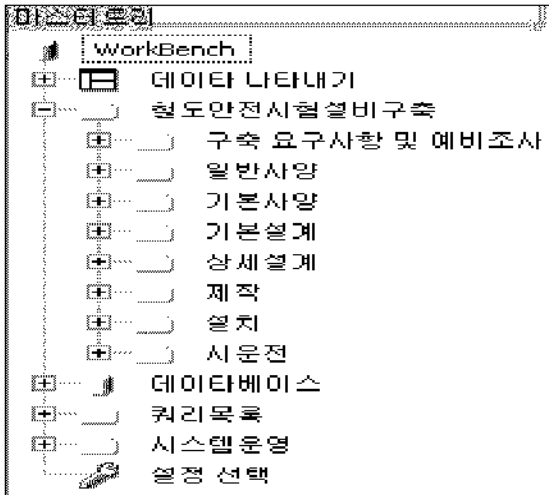 마스터 트리
WorkBench
데이타 나타내기
철도안전시험설비구축
구축 요구사항 및 예비조사
일반사양
기본사양
기본설계
상세설계
제작
설치
시운전
데이타베이스
쿼리목록
시스템운영
설정 선택